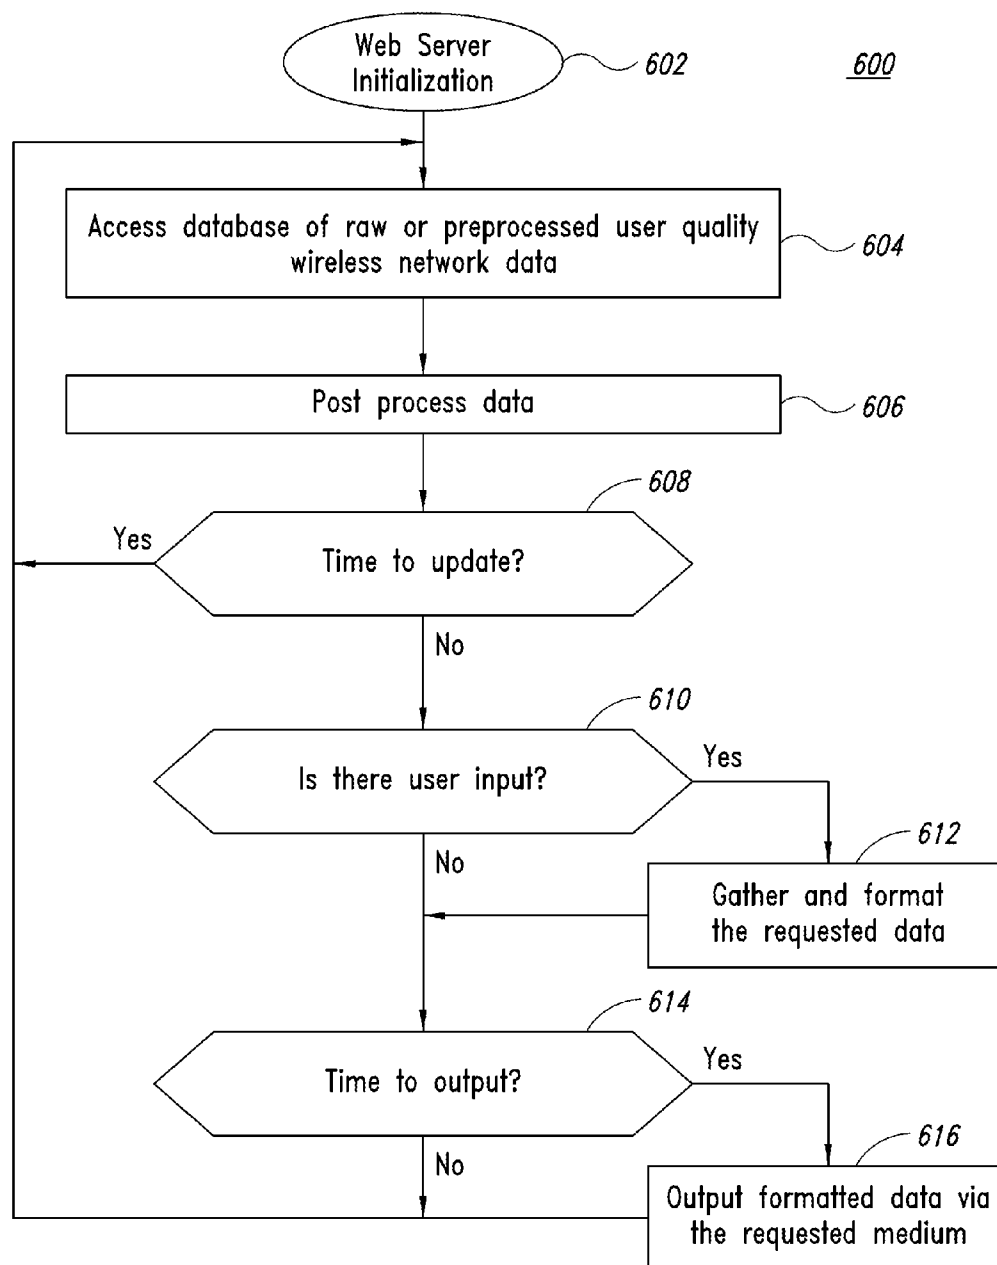 Web Server
Initialization
602
600
Access database of raw or preprocessed user quality
wireless network data
604
Post process data
606
608
Yes
Time to update?
No
610
Is there user input?
Yes
No
612
Gather and format
the requested data
614
Time to output?
Yes
No
616
Output formatted data via
the requested medium